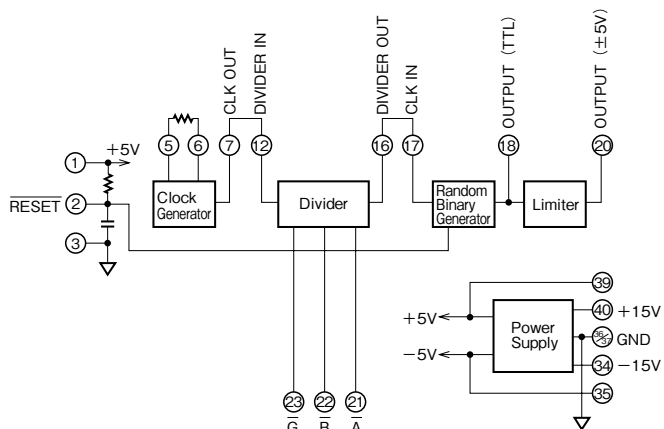 CLK OUT
DIVIDER IN
DIVIDER OUT
CLK IN
OUTPUT (TTL)
OUTPUT (±5V)
5
6
7
12
16
17
18
20
1
+5V
2
RESET
3
Clock
Generator
Divider
Random
Binary
Generator
Limiter
39
+5V
40
+15V
Power
Supply
36/37
GND
-5V
34
-15V
35
23
22
21
G
B
A